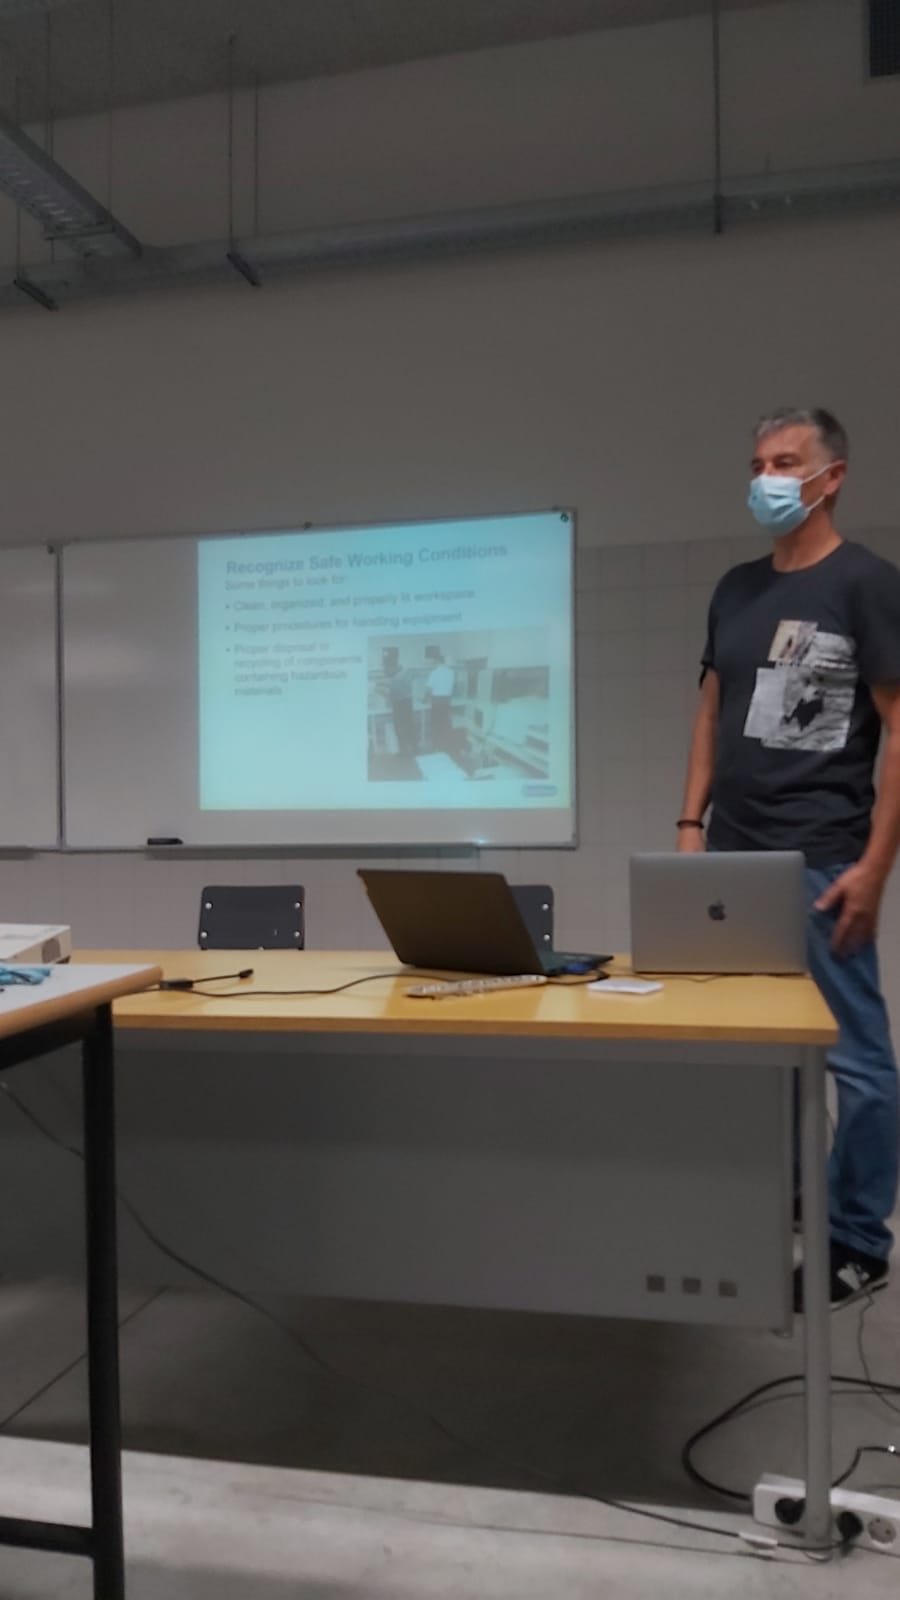 Recognize Safe Working Conditions
Some things to look for:
• Clean, organized, and properly lit workspace
• Proper procedures for handling equipment
• Proper disposal or
recycling of components
containing hazardous
materials